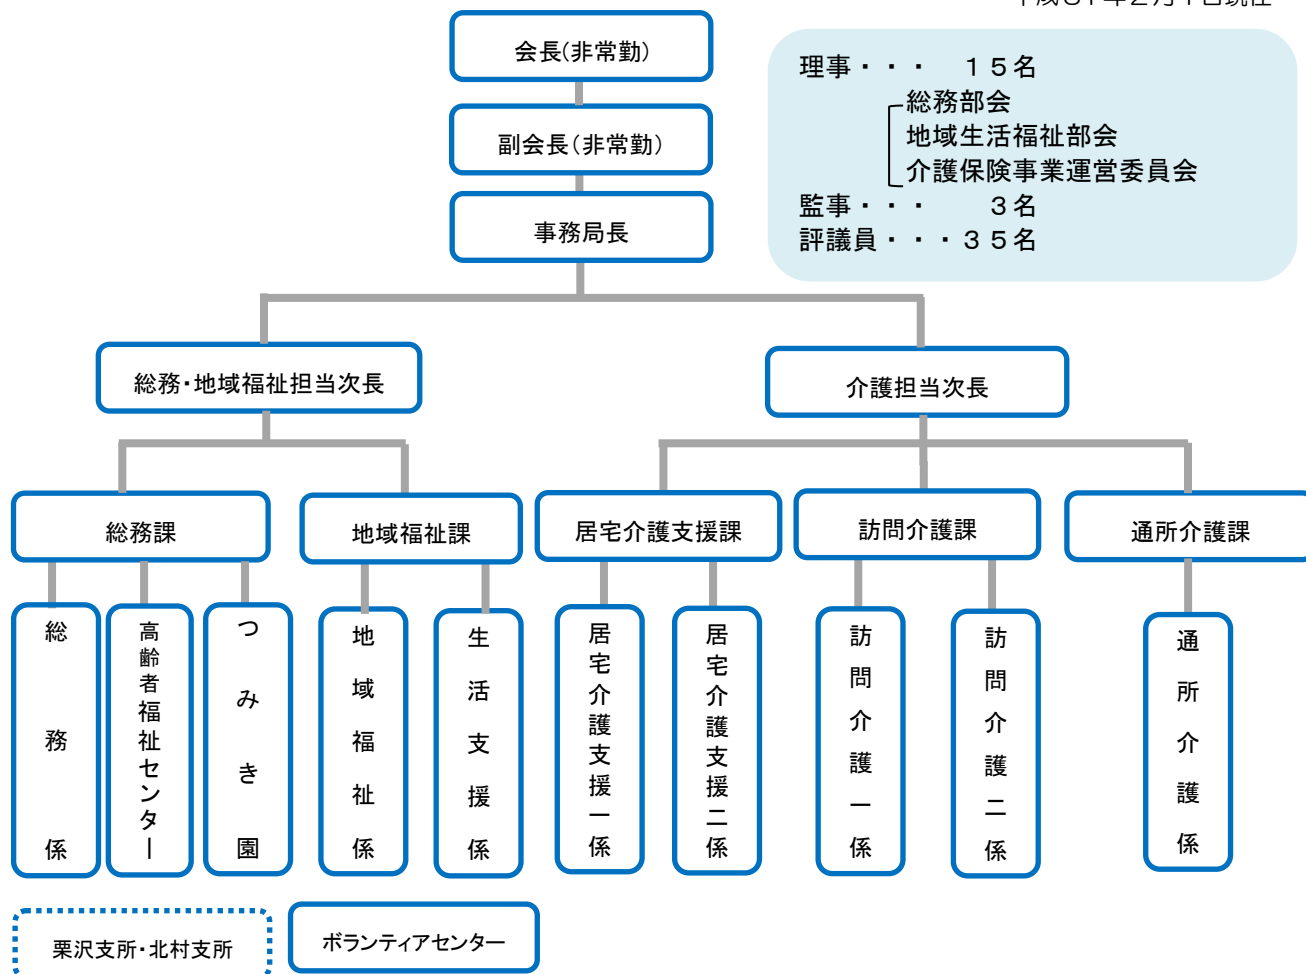 会長(非常勤)
副会長(非常勤)
事務局長
理事・・・　１５名
総務部会
地域生活福祉部会
介護保険事業運営委員会
監事・・・　　３名
評議員・・・３５名
総務・地域福祉担当次長
介護担当次長
総務課
地域福祉課
居宅介護支援課
訪問介護課
通所介護課
総務係
高齢者福祉センター
つみき園
地域福祉係
生活支援係
居宅介護支援一係
居宅介護支援二係
訪問介護一係
訪問介護二係
通所介護係
栗沢支所・北村支所
ボランティアセンター